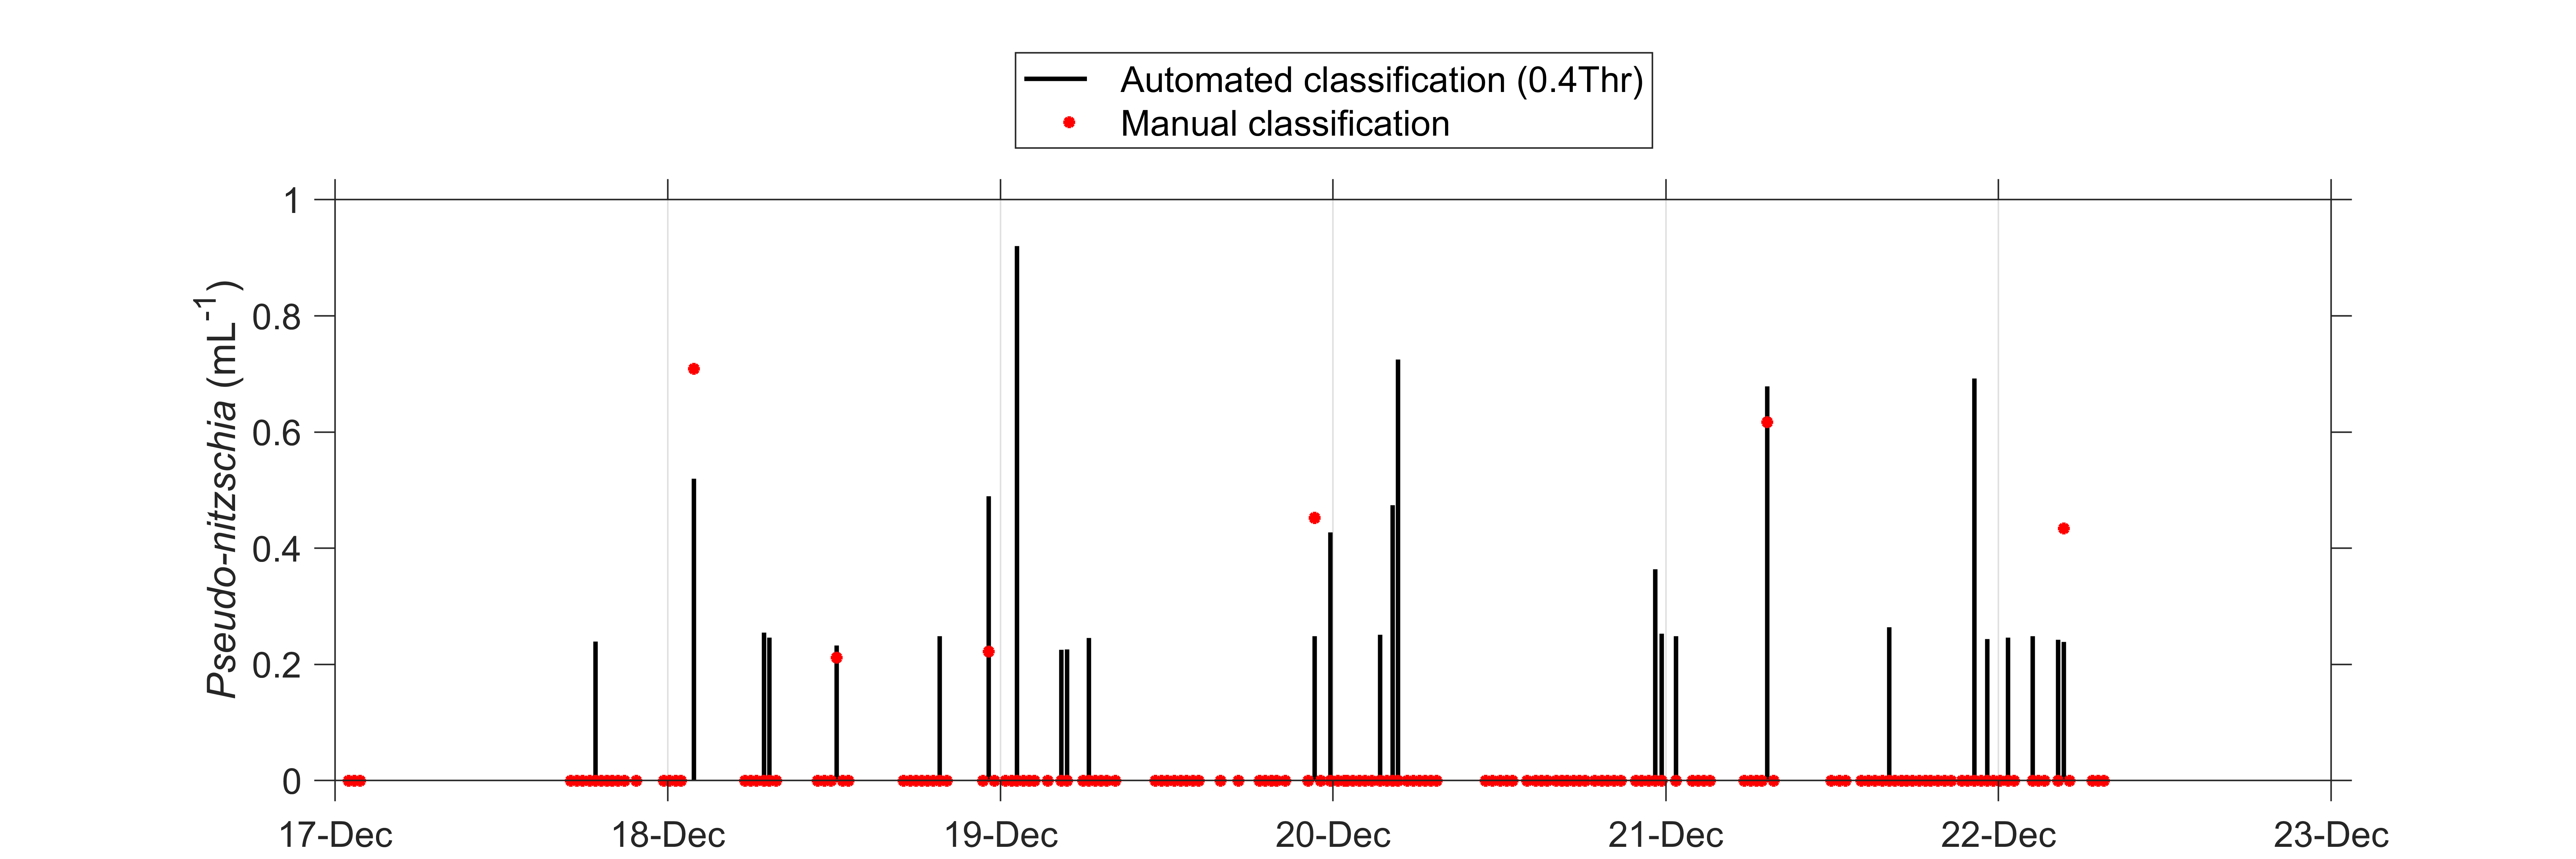 Automated classification (0.4Thr)
Manual classification
Pseudo-nitzschia (mL⁻¹)
1
0.8
0.6
0.4
0.2
0
17-Dec 18-Dec 19-Dec 20-Dec 21-Dec 22-Dec 23-Dec